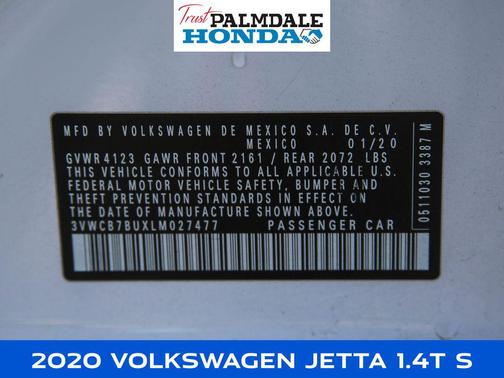 Trust PALMDALE
HONDA
MFD. BY VOLKSWAGEN DE MEXICO S.A. DE C.V.
MEXICO 01/20
GVWR 4123 GAWR FRONT 2161 / REAR 2072 LBS
THIS VEHICLE CONFORMS TO ALL APPLICABLE U.S.
FEDERAL MOTOR VEHICLE SAFETY, BUMPER AND
THEFT PREVENTION STANDARDS IN EFFECT ON
THE DATE OF MANUFACTURE SHOWN ABOVE.
3VWCB7BUXLM027477 PASSENGER CAR
0511030 3387 M
2020 VOLKSWAGEN JETTA 1.4T S